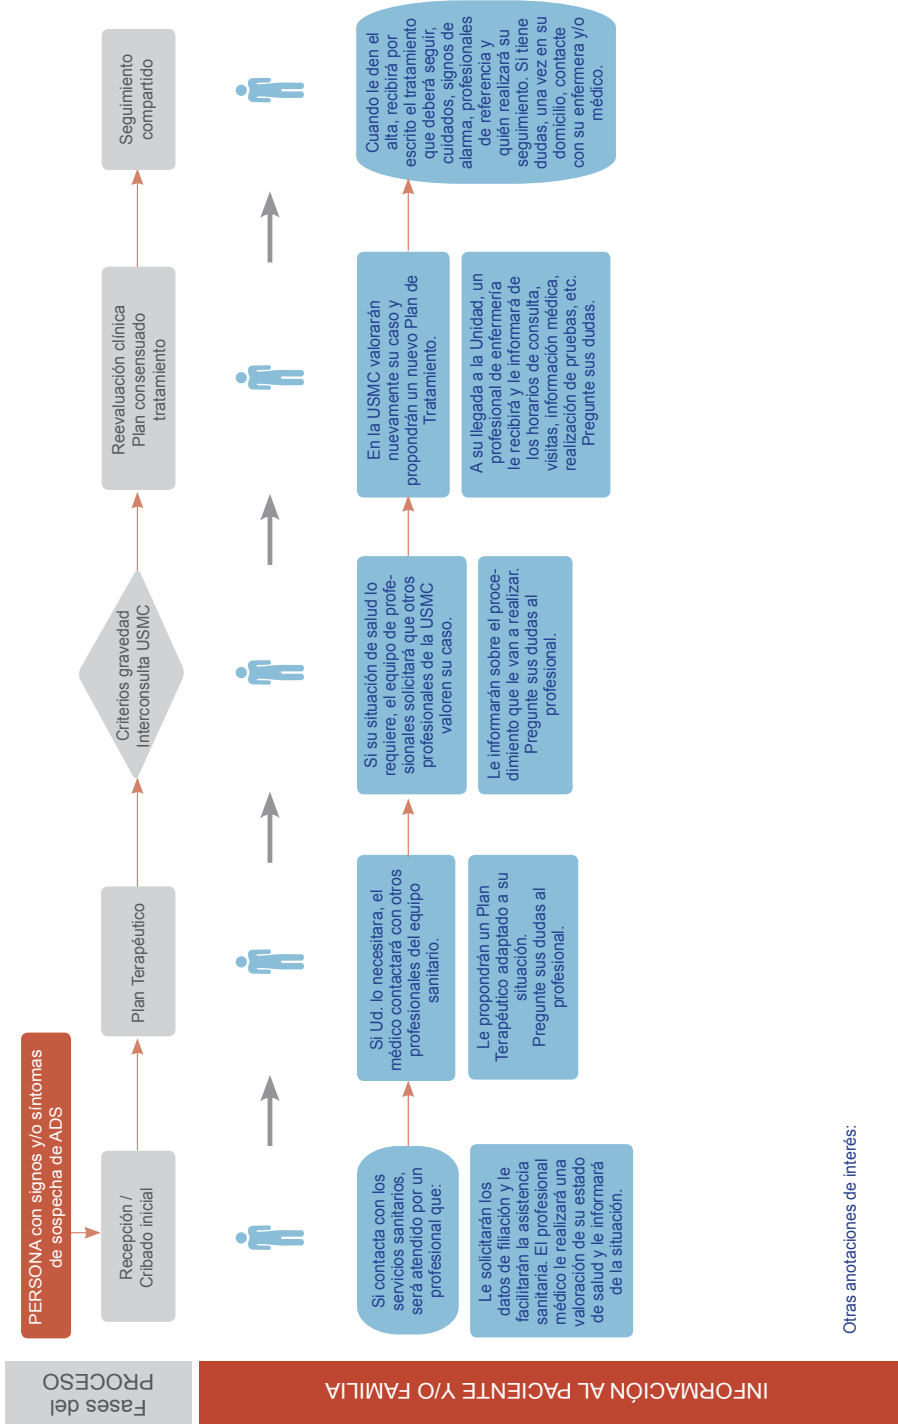 Fases del
PROCESO
PERSONA con signos y/o síntomas
de sospecha de ADS
Recepción /
Cribado inicial
Plan Terapéutico
Criterios gravedad
Interconsulta USMC
Reevaluación clínica
Plan consensuado
tratamiento
Seguimiento
compartido
INFORMACIÓN AL PACIENTE Y/O FAMILIA
Si contacta con los
servicios sanitarios,
será atendido por un
profesional que:
Le solicitarán los
datos de filiación y le
facilitarán la asistencia
sanitaria. El profesional
médico le realizará una
valoración de su estado
de salud y le informará
de la situación.
Si Ud. lo necesitara, el
médico contactará con otros
profesionales del equipo
sanitario.
Le propondrán un Plan
Terapéutico adaptado a su
situación.
Pregunte sus dudas al
profesional.
Si su situación de salud lo
requiere, el equipo de profe-
sionales solicitará que otros
profesionales de la USMC
valoren su caso.
Le informarán sobre el proce-
dimiento que le van a realizar.
Pregunte sus dudas al
profesional.
En la USMC valorarán
nuevamente su caso y
propondrán un nuevo Plan de
Tratamiento.
A su llegada a la Unidad, un
profesional de enfermería
le recibirá y le informará de
los horarios de consulta,
visitas, información médica,
realización de pruebas, etc.
Pregunte sus dudas.
Cuando le den el
alta, recibirá por
escrito el tratamiento
que deberá seguir,
cuidados, signos de
alarma, profesionales
de referencia y
quién realizará su
seguimiento. Si tiene
dudas, una vez en su
domicilio, contacte
con su enfermera y/o
médico.
Otras anotaciones de interés: